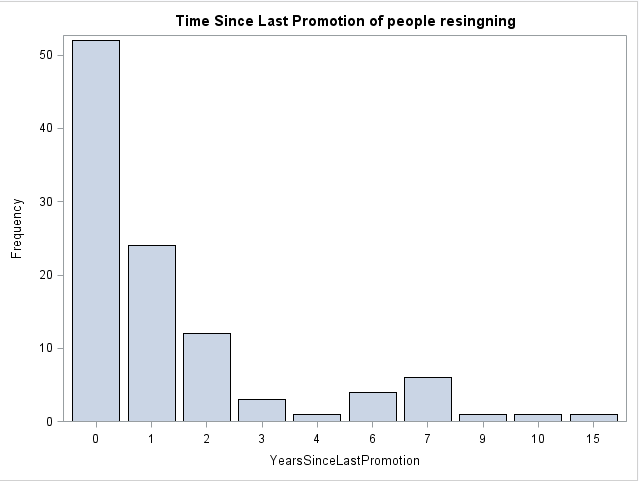 Time Since Last Promotion of people resingning
50
40
30
20
10
0
Frequency
0 1 2 3 4 6 7 9 10 15
YearsSinceLastPromotion